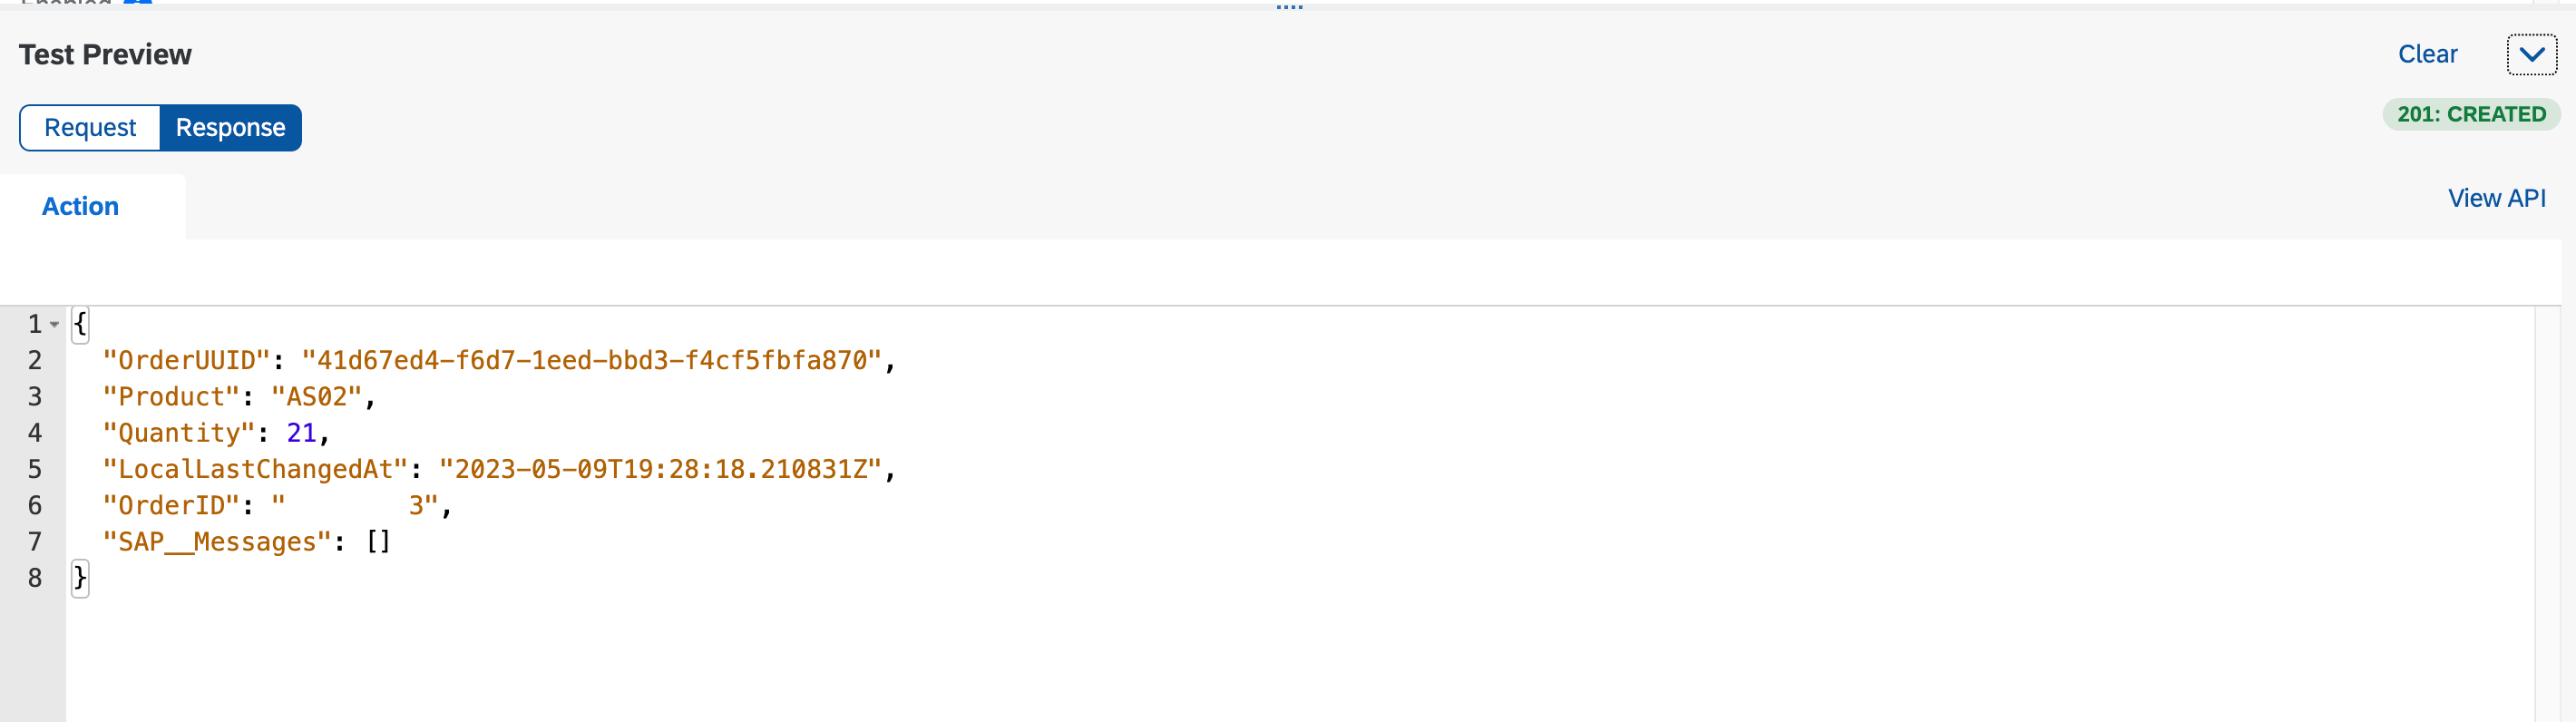 Enabled
Test Preview
Clear
Request Response
201: CREATED
Action
View API
1 {
2 "OrderUUID": "41d67ed4-f6d7-1eed-bbd3-f4cf5fbfa870",
3 "Product": "AS02",
4 "Quantity": 21,
5 "LocalLastChangedAt": "2023-05-09T19:28:18.210831Z",
6 "OrderID": "        3",
7 "SAP__Messages": []
8 }